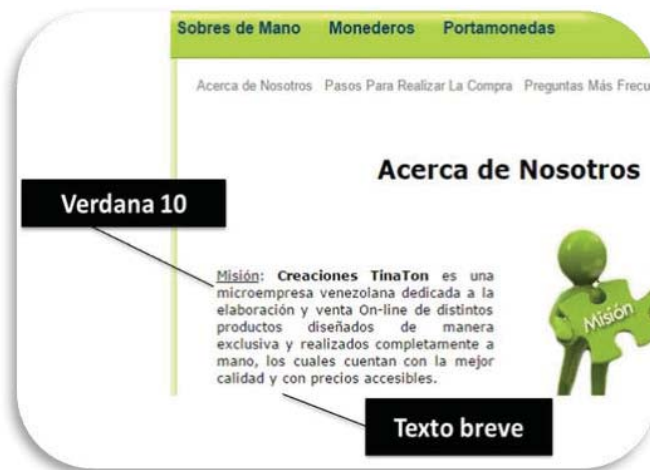 Sobres de Mano Monederos Portamonedas
Acerca de Nosotros Pasos Para Realizar La Compra Preguntas Más
Acerca de Nosotros
Verdana 10
Misión: Creaciones TinaTon es una
microempresa venezolana dedicada a la
elaboración y venta On-line de distintos
productos diseñados de manera
exclusiva y realizados completamente a
mano, los cuales cuentan con la mejor
calidad y con precios accesibles.
Misión
Texto breve